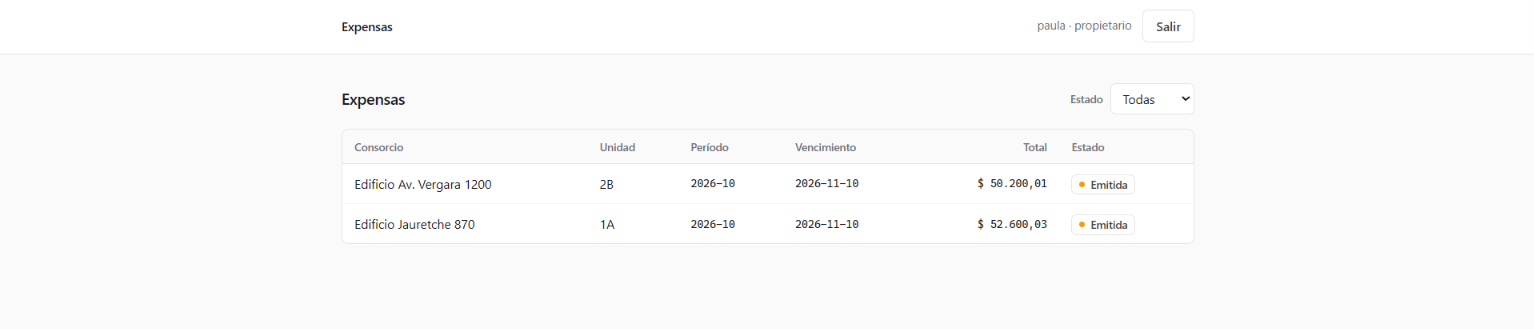 Expensas paula · propietario Salir
Expensas Estado Todas
Consorcio Unidad Período Vencimiento Total Estado
Edificio Av. Vergara 1200 2B 2026-10 2026-11-10 $ 50.200,01 Emitida
Edificio Jauretche 870 1A 2026-10 2026-11-10 $ 52.600,03 Emitida